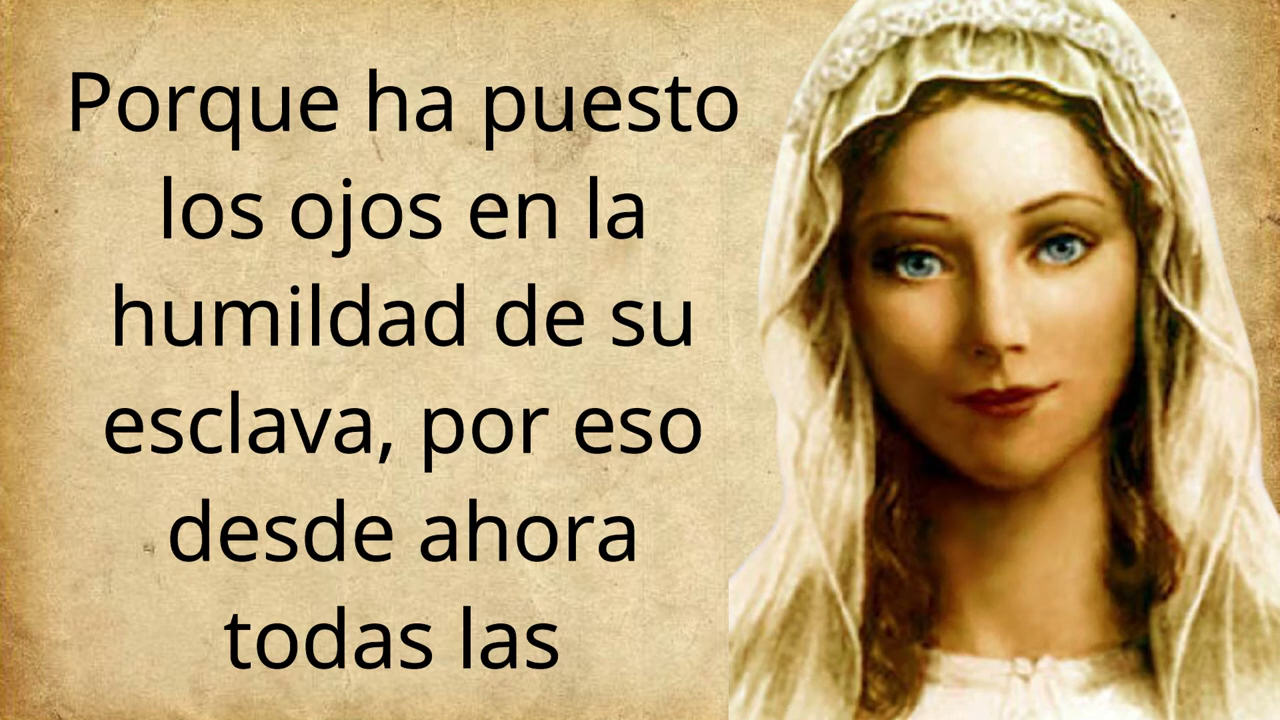 Porque ha puesto
los ojos en la
humildad de su
esclava, por eso
desde ahora
todas las